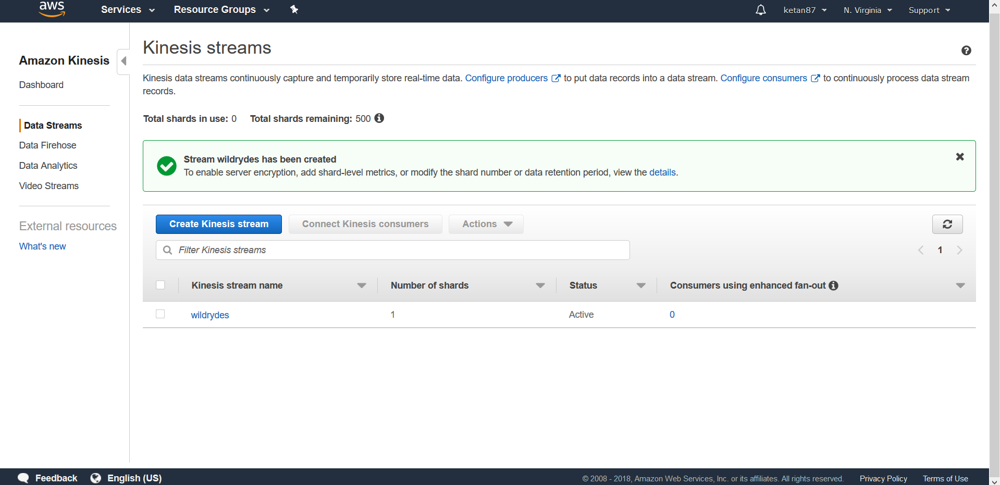 aws
Services
Resource Groups
ketan87
N. Virginia
Support
Amazon Kinesis
Dashboard
Data Streams
Data Firehose
Data Analytics
Video Streams
External resources
What's new
Kinesis streams
Kinesis data streams continuously capture and temporarily store real-time data. Configure producers to put data records into a data stream. Configure consumers to continuously process data stream
records.
Total shards in use: 0 Total shards remaining: 500
Stream wildrydes has been created
To enable server encryption, add shard-level metrics, or modify the shard number or data retention period, view the details.
Create Kinesis stream Connect Kinesis consumers Actions
Filter Kinesis streams
1
Kinesis stream name Number of shards Status Consumers using enhanced fan-out
wildrydes 1 Active 0
Feedback English (US)
© 2008 - 2018, Amazon Web Services, Inc. or its affiliates. All rights reserved. Privacy Policy Terms of Use